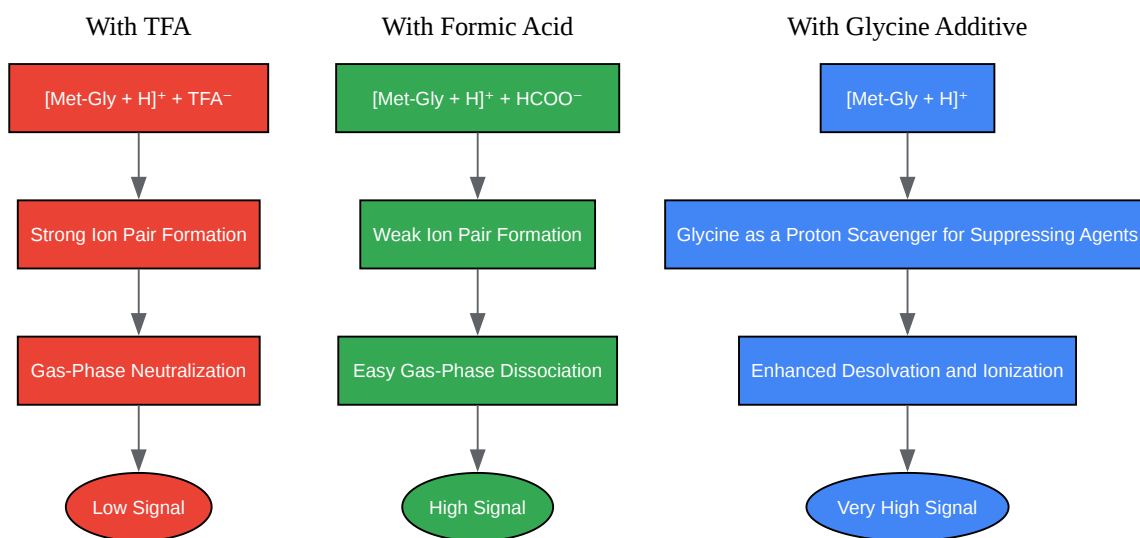 With TFA
[Met-Gly + H]⁺ + TFA⁻
Strong Ion Pair Formation
Gas-Phase Neutralization
Low Signal
With Formic Acid
[Met-Gly + H]⁺ + HCOO⁻
Weak Ion Pair Formation
Easy Gas-Phase Dissociation
High Signal
With Glycine Additive
[Met-Gly + H]⁺
Glycine as a Proton Scavenger for Suppressing Agents
Enhanced Desolvation and Ionization
Very High Signal